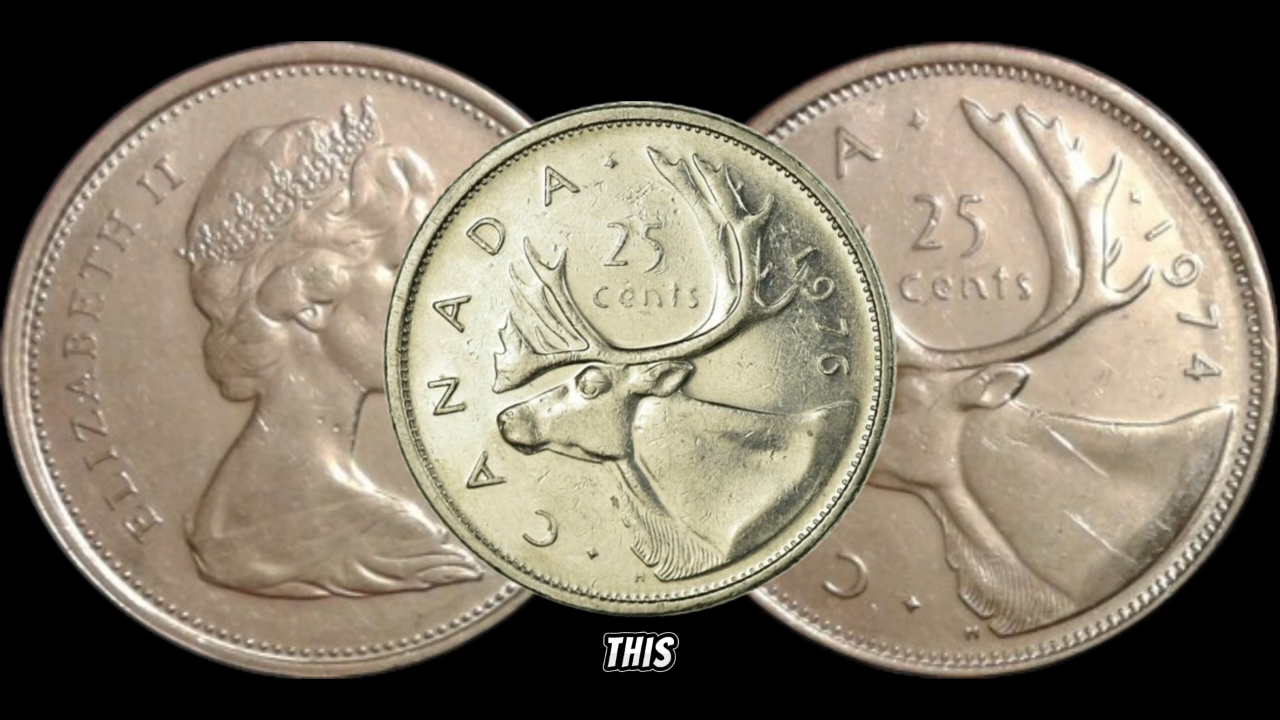 ELIZABETH II
CANADA
25
cents
1976
H
A
25
cents
1974
C
H
THIS